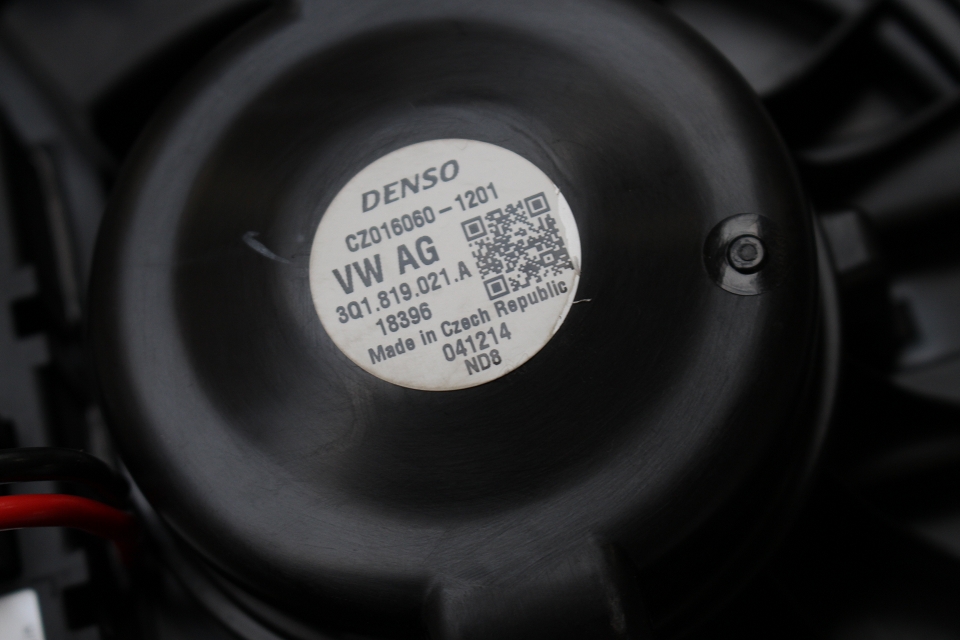 DENSO
CZ016060-1201
VW AG
3Q1.819.021.A
18396
Made in Czech Republic
041214
ND8